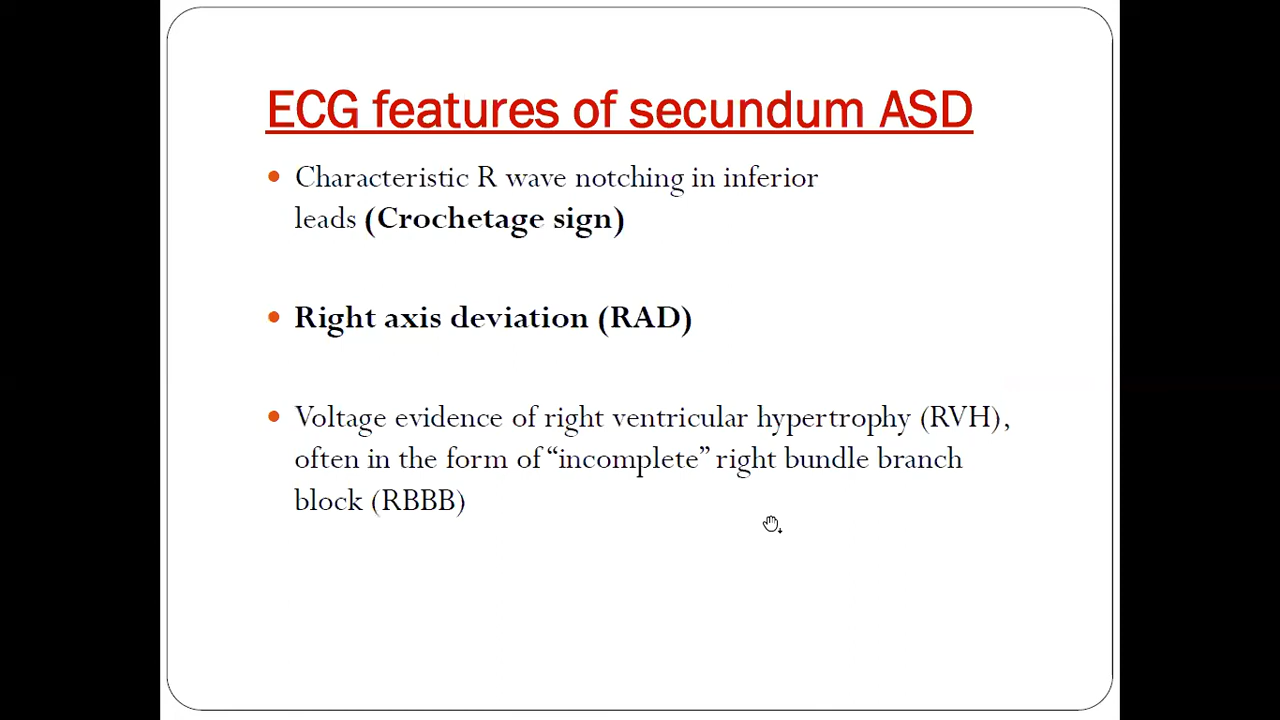 ECG features of secundum ASD
• Characteristic R wave notching in inferior
leads (Crochetage sign)
• Right axis deviation (RAD)
• Voltage evidence of right ventricular hypertrophy (RVH),
often in the form of “incomplete” right bundle branch
block (RBBB)